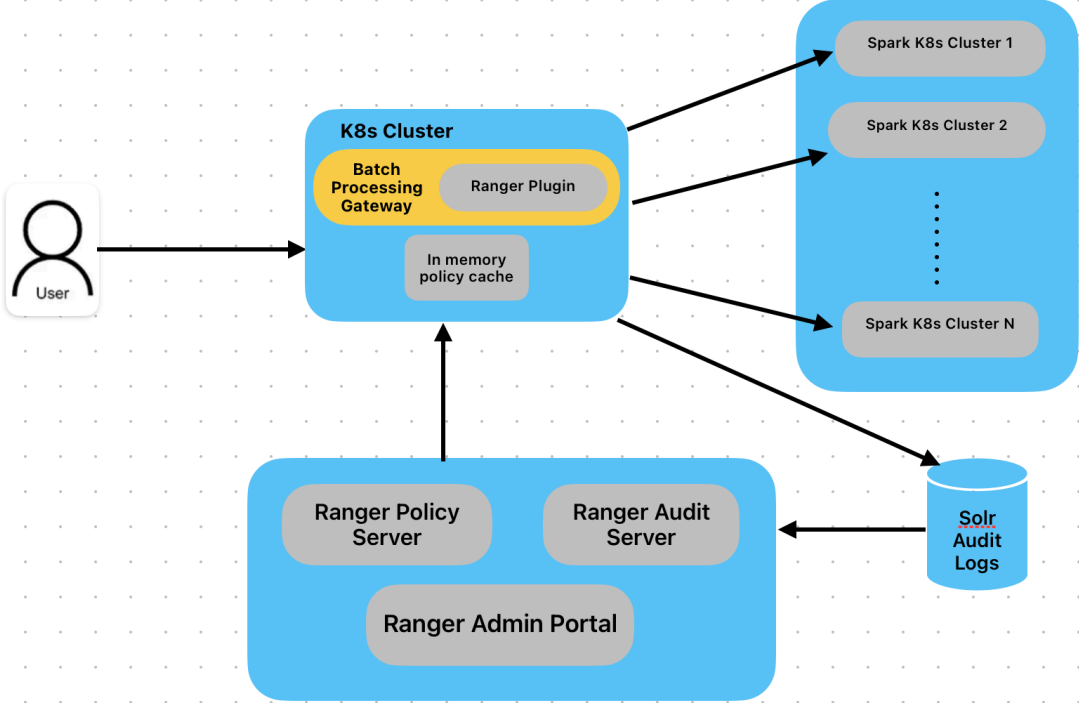 User
K8s Cluster
Batch
Processing
Gateway
Ranger Plugin
In memory
policy cache
Spark K8s Cluster 1
Spark K8s Cluster 2
Spark K8s Cluster N
Ranger Policy
Server
Ranger Audit
Server
Ranger Admin Portal
Solr
Audit
Logs